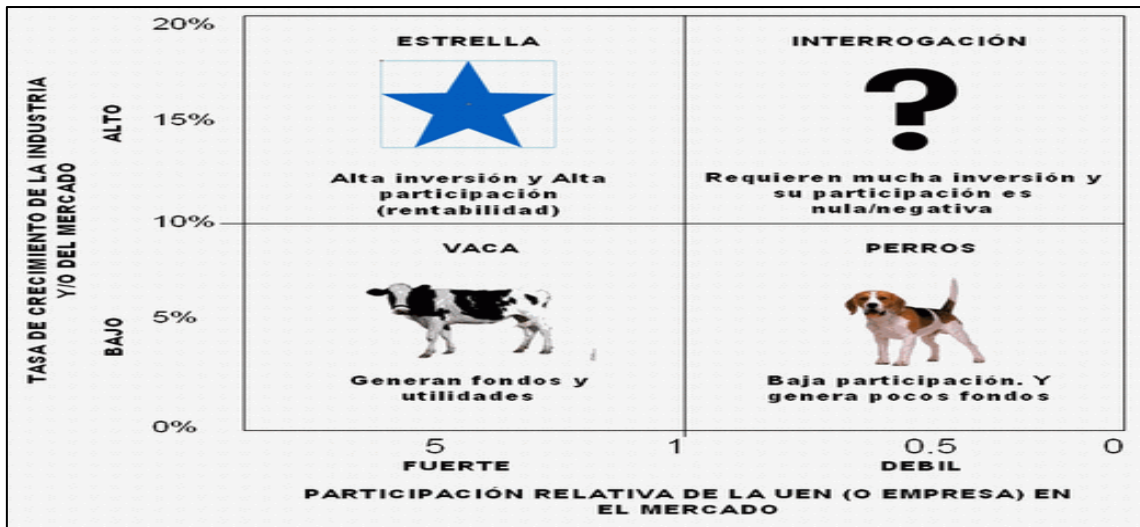 TASA DE CRECIMIENTO DE LA INDUSTRIA
Y/O DEL MERCADO
ALTO
BAJO
20%
15%
10%
5%
0%
ESTRELLA
Alta inversión y Alta
participación
(rentabilidad)
INTERROGACIÓN
?
Requieren mucha inversión y
su participación es
nula/negativa
VACA
Generan fondos y
utilidades
PERROS
Baja participación. Y
genera pocos fondos
5
1
0.5
0
FUERTE
DEBIL
PARTICIPACIÓN RELATIVA DE LA UEN (O EMPRESA) EN
EL MERCADO